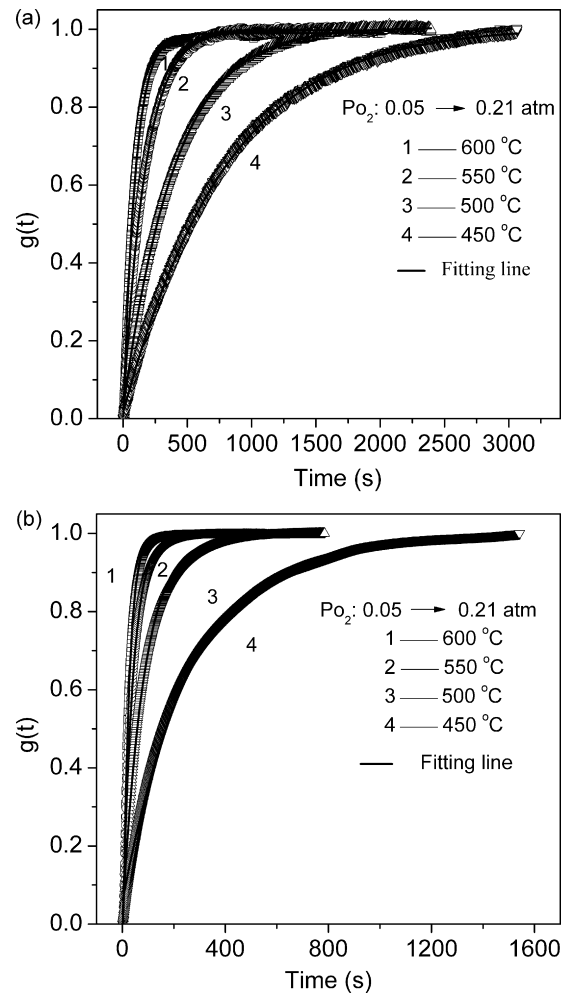 (a)
1.0
0.8
0.6
0.4
0.2
0.0
g(t)
1
2
3
4
Po2: 0.05 → 0.21 atm
1 —— 600 °C
2 —— 550 °C
3 —— 500 °C
4 —— 450 °C
— Fitting line
0 500 1000 1500 2000 2500 3000
Time (s)
(b)
1.0
0.8
0.6
0.4
0.2
0.0
g(t)
1
2
3
4
Po2: 0.05 → 0.21 atm
1 —— 600 °C
2 —— 550 °C
3 —— 500 °C
4 —— 450 °C
— Fitting line
0 400 800 1200 1600
Time (s)